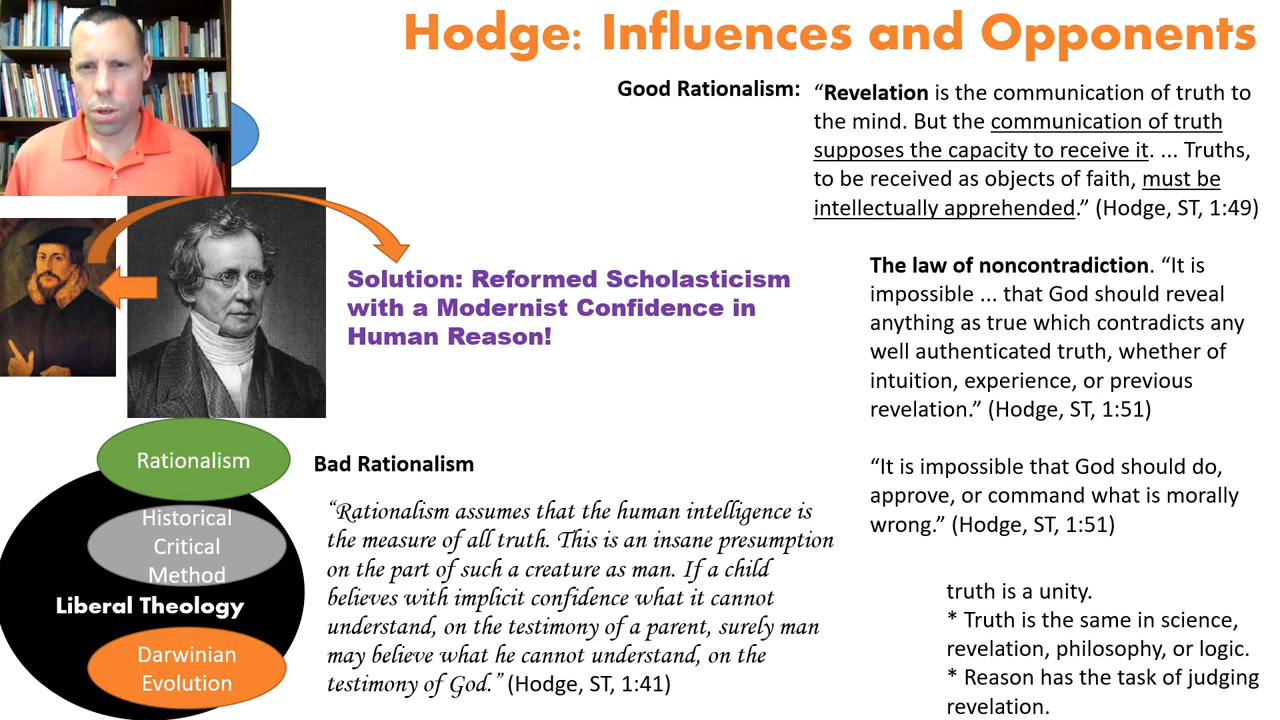 Hodge: Influences and Opponents
Good Rationalism:
“Revelation is the communication of truth to
the mind. But the communication of truth
supposes the capacity to receive it. ... Truths,
to be received as objects of faith, must be
intellectually apprehended.” (Hodge, ST, 1:49)
The law of noncontradiction. “It is
impossible ... that God should reveal
anything as true which contradicts any
well authenticated truth, whether of
intuition, experience, or previous
revelation.” (Hodge, ST, 1:51)
“It is impossible that God should do,
approve, or command what is morally
wrong.” (Hodge, ST, 1:51)
truth is a unity.
* Truth is the same in science,
revelation, philosophy, or logic.
* Reason has the task of judging
revelation.
Solution: Reformed Scholasticism
with a Modernist Confidence in
Human Reason!
Rationalism
Historical
Critical
Method
Liberal Theology
Darwinian
Evolution
Bad Rationalism
“Rationalism assumes that the human intelligence is
the measure of all truth. This is an insane presumption
on the part of such a creature as man. If a child
believes with implicit confidence what it cannot
understand, on the testimony of a parent, surely man
may believe what he cannot understand, on the
testimony of God.” (Hodge, ST, 1:41)